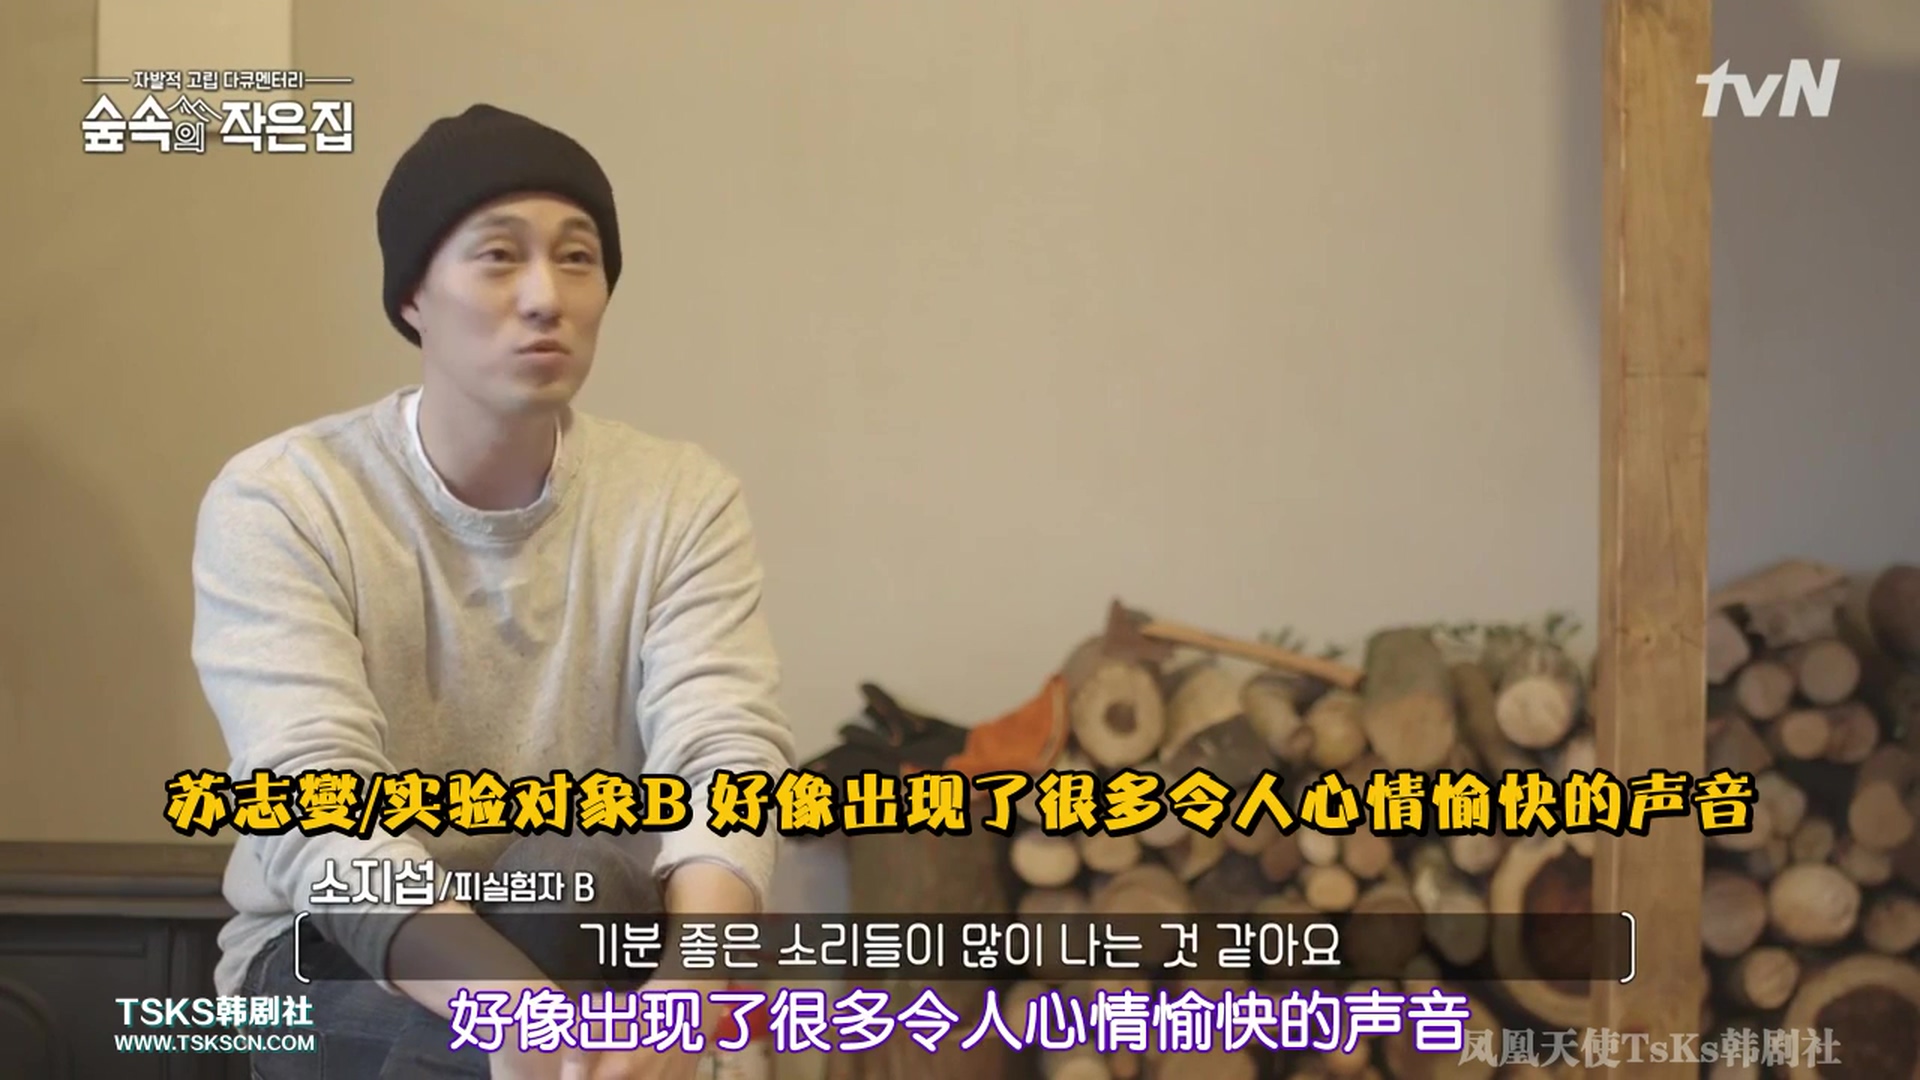 자발적 고립 다큐멘터리
숲속의 작은집
tvN
苏志燮/实验对象B 好像出现了很多令人心情愉快的声音
소지섭/피실험자 B
기분 좋은 소리들이 많이 나는 것 같아요
好像出现了很多令人心情愉快的声音
TSKS韩剧社
WWW.TSKSCN.COM
凤凰天使TsKs韩剧社